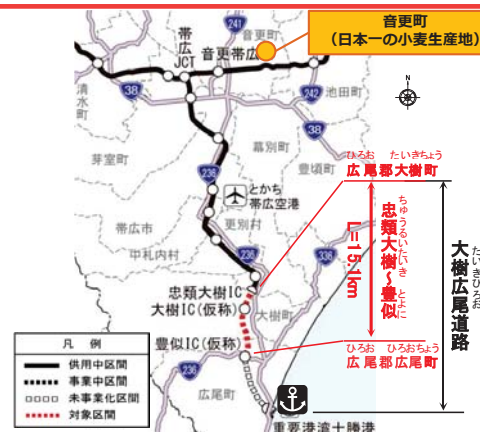 音更町
(日本一の小麦生産地)
241
音更町
帯広
JCT
音更帯広
N
清水町
38
38
242
池田町
芽室町
幕別町
236
豊頃町
とかち
帯広空港
ひろお たいきちょう
広尾郡大樹町
帯広市
更別村
中札内村
236
336
忠類大樹IC
大樹IC(仮称)
大樹町
豊似IC(仮称)
236
広尾町
ちゅうるいたいき とよに
忠類大樹~豊似
L=15.1km
たいきひろお
大樹広尾道路
ひろお ひろおちょう
広尾郡広尾町
重要港湾十勝港
凡 例
供用中区間
事業中区間
未事業化区間
対象区間